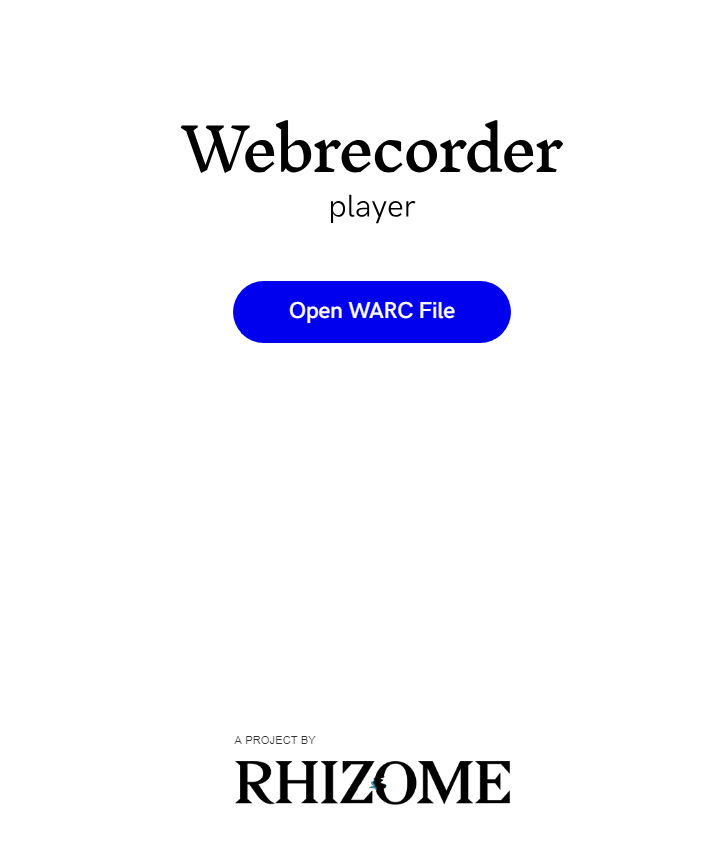 Webrecorder
player
Open WARC File
A PROJECT BY
RHIZOME